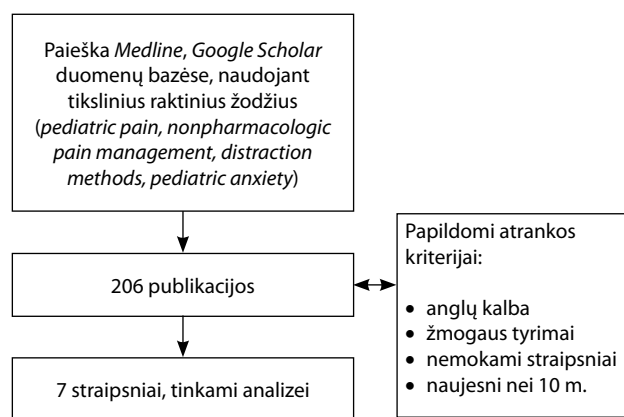 Paieška Medline, Google Scholar
duomenų bazėse, naudojant
tikslinius raktinius žodžius
(pediatric pain, nonpharmacologic
pain management, distraction
methods, pediatric anxiety)
206 publikacijos
Papildomi atrankos
kriterijai:
• anglų kalba
• žmogaus tyrimai
• nemokami straipsniai
• naujesni nei 10 m.
7 straipsniai, tinkami analizei